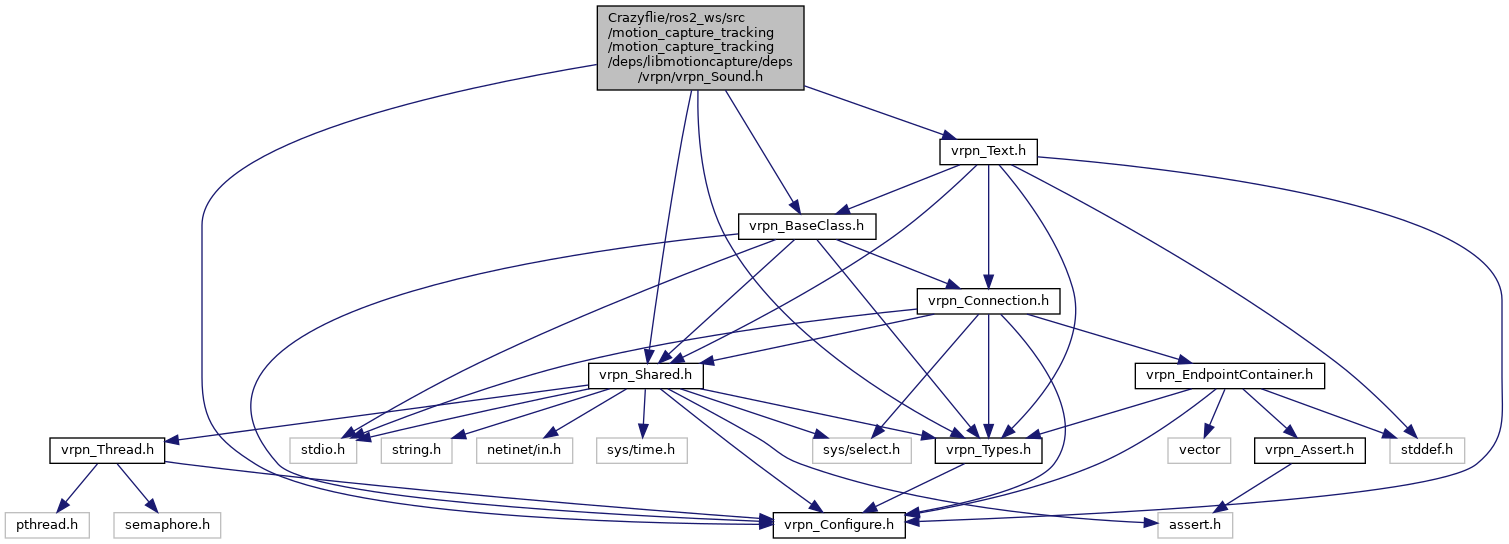 Crazyflie/ros2_ws/src
/motion_capture_tracking
/motion_capture_tracking
/deps/libmotioncapture/deps
/vrpn/vrpn_Sound.h
vrpn_Text.h
vrpn_BaseClass.h
vrpn_Connection.h
vrpn_Shared.h
vrpn_EndpointContainer.h
vrpn_Thread.h
stdio.h
string.h
netinet/in.h
sys/time.h
sys/select.h
vrpn_Types.h
vector
vrpn_Assert.h
stddef.h
pthread.h
semaphore.h
vrpn_Configure.h
assert.h